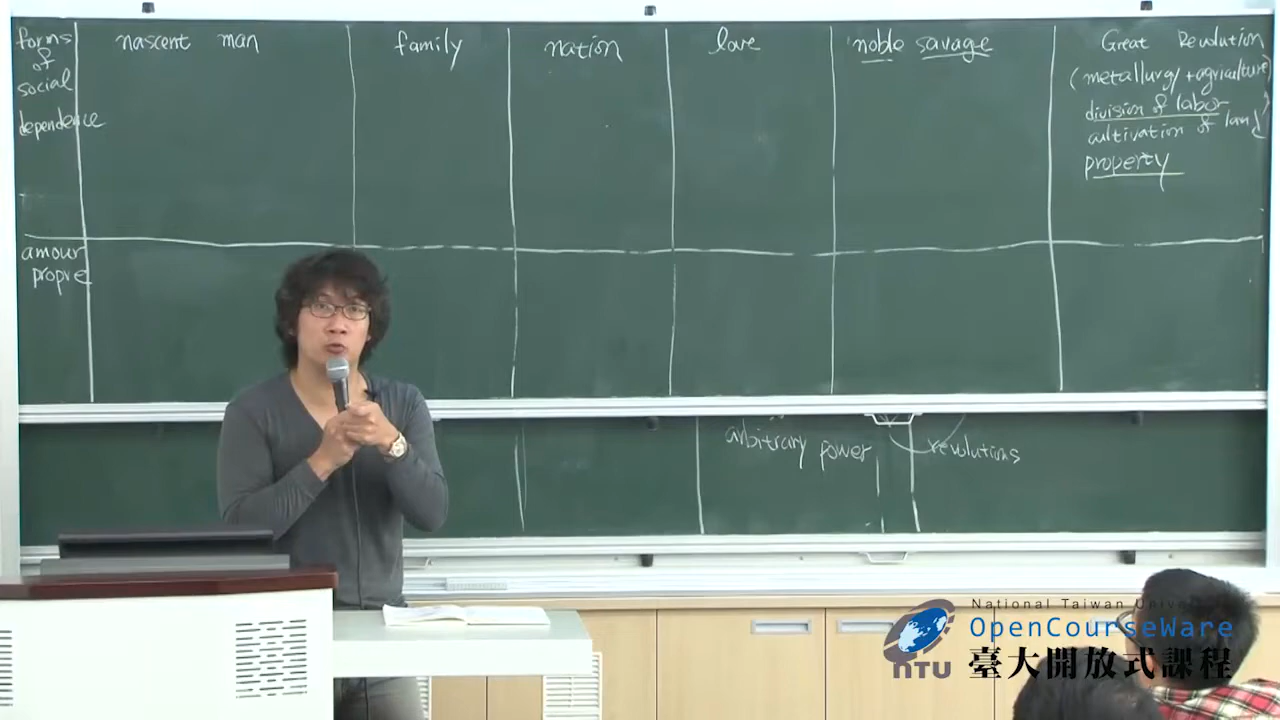 forms
of
social
dependence
nascent man
family
nation
love
noble savage
Great Revolution
(metallurgy + agriculture)
division of labor
cultivation of land
property
amour
propre
arbitrary power
revolutions
National Taiwan
OpenCourseWare
臺大開放式課程
NTU